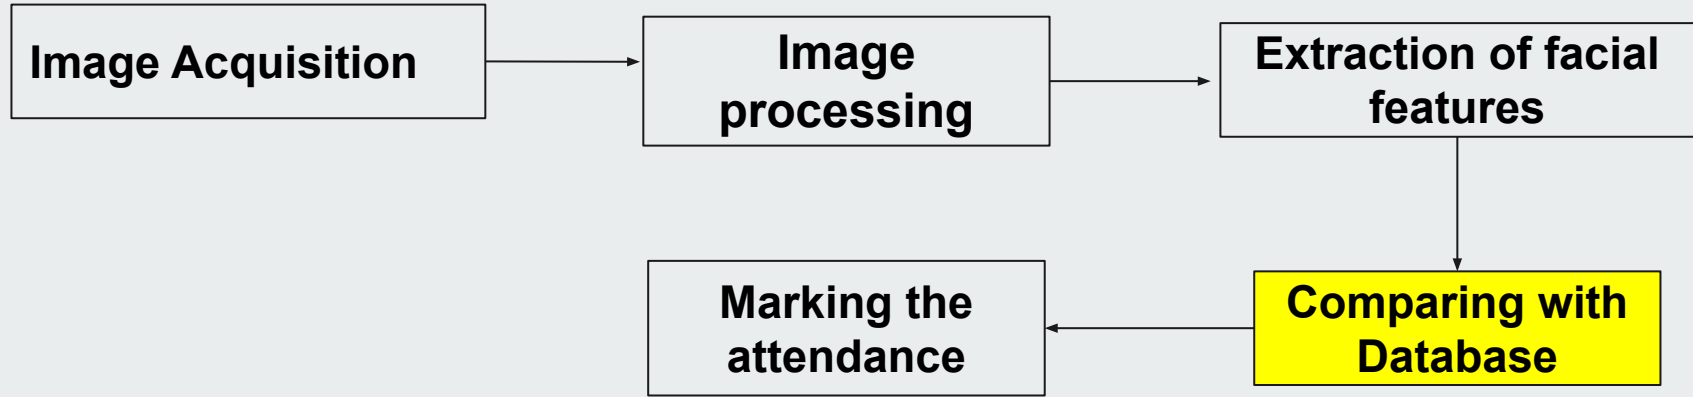 Image Acquisition
Image
processing
Extraction of facial
features
Comparing with
Database
Marking the
attendance